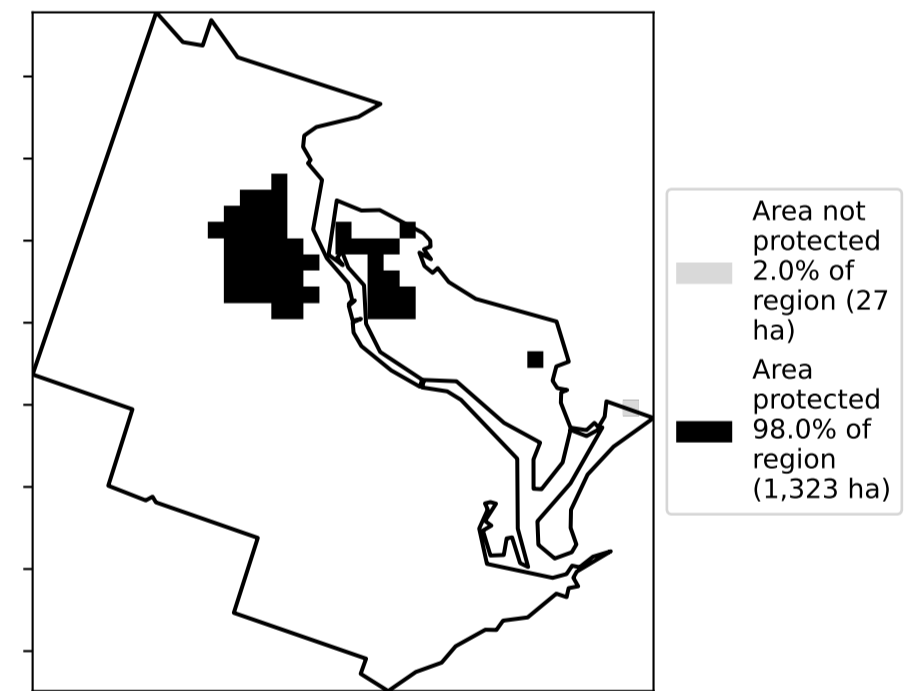 Area not
protected
2.0% of
region (27
ha)
Area
protected
98.0% of
region
(1,323 ha)